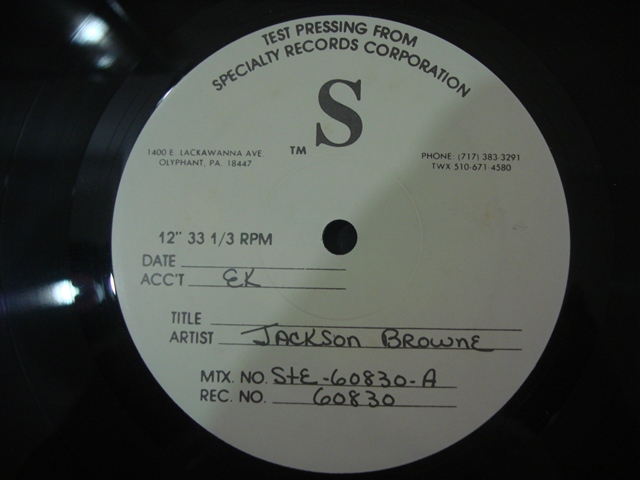 TEST PRESSING FROM
SPECIALTY RECORDS CORPORATION
S
TM
1400 E. LACKAWANNA AVE.
OLYPHANT, PA. 18447
PHONE: (717) 383-3291
TWX 510-671-4580
12" 33 1/3 RPM
DATE
ACC'T EK
TITLE
ARTIST JACKSON BROWNE
MTX. NO. StE-60830-A
REC. NO. 60830